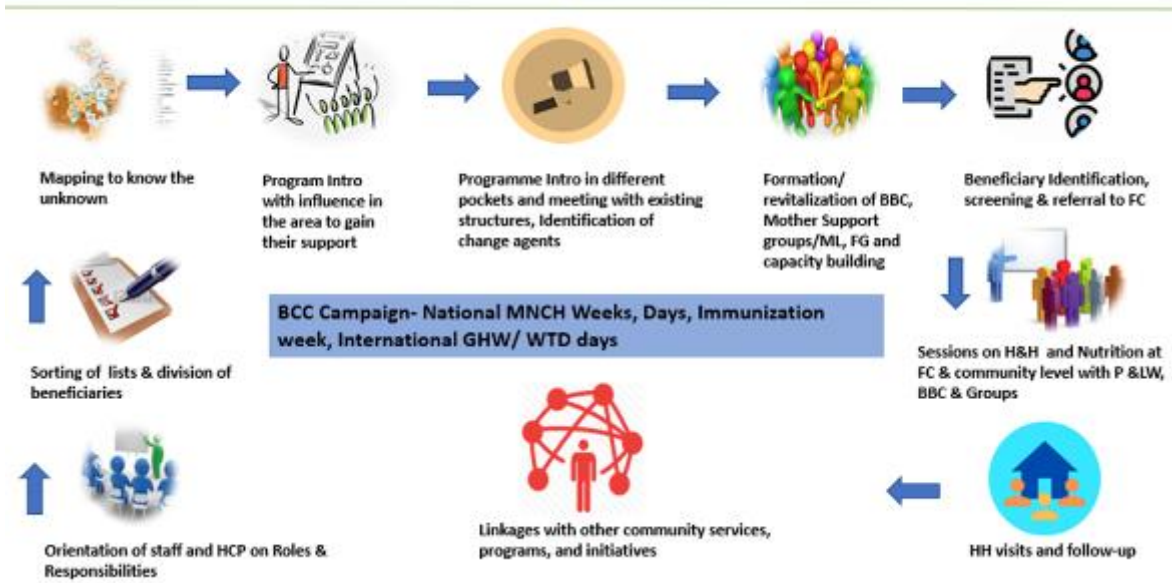 Mapping to know the
unknown
Program Intro
with influence in
the area to gain
their support
Programme Intro in different
pockets and meeting with existing
structures, Identification of
change agents
Formation/
revitalization of BBC,
Mother Support
groups/ML, FG and
capacity building
Beneficiary Identification,
screening & referral to FC
BCC Campaign- National MNCH Weeks, Days, Immunization
week, International GHW/ WTD days
Sorting of lists & division of
beneficiaries
Sessions on H&H and Nutrition at
FC & community level with P &LW,
BBC & Groups
Orientation of staff and HCP on Roles &
Responsibilities
Linkages with other community services,
programs, and initiatives
HH visits and follow-up